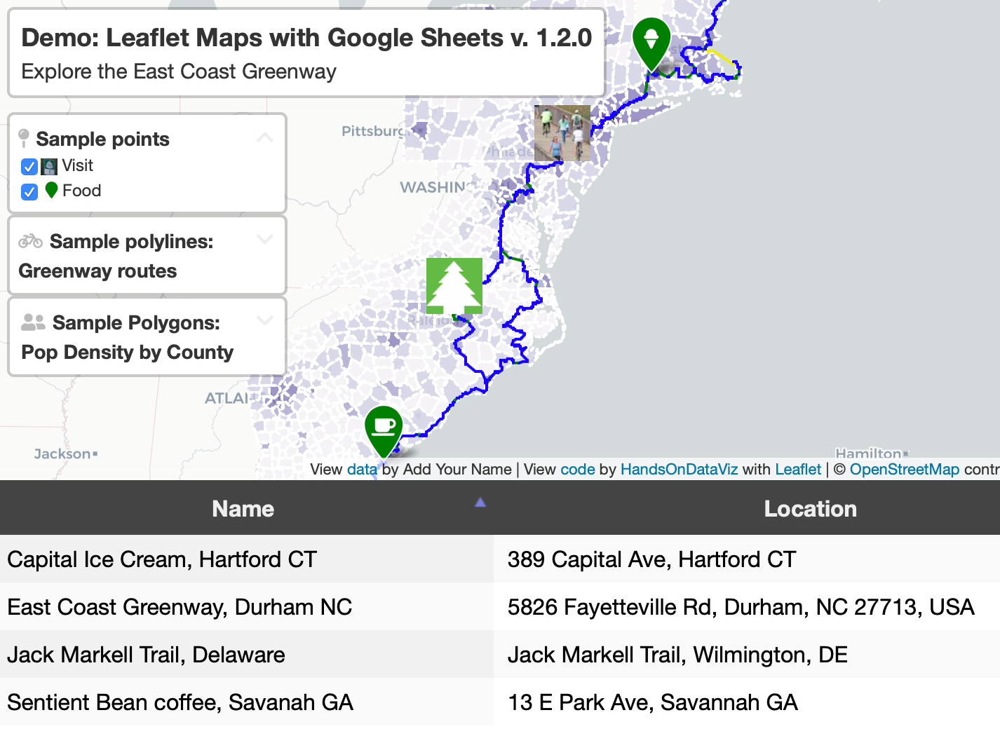 Demo: Leaflet Maps with Google Sheets v. 1.2.0
Explore the East Coast Greenway
Sample points
Visit
Food
Sample polylines:
Greenway routes
Sample Polygons:
Pop Density by County
Pittsburg
Philade
WASHIN
Raleig
ATLA
Jackson
Hamilton
View data by Add Your Name | View code by HandsOnDataViz with Leaflet | © OpenStreetMap contr
Name Location
Capital Ice Cream, Hartford CT 389 Capital Ave, Hartford CT
East Coast Greenway, Durham NC 5826 Fayetteville Rd, Durham, NC 27713, USA
Jack Markell Trail, Delaware Jack Markell Trail, Wilmington, DE
Sentient Bean coffee, Savanah GA 13 E Park Ave, Savannah GA